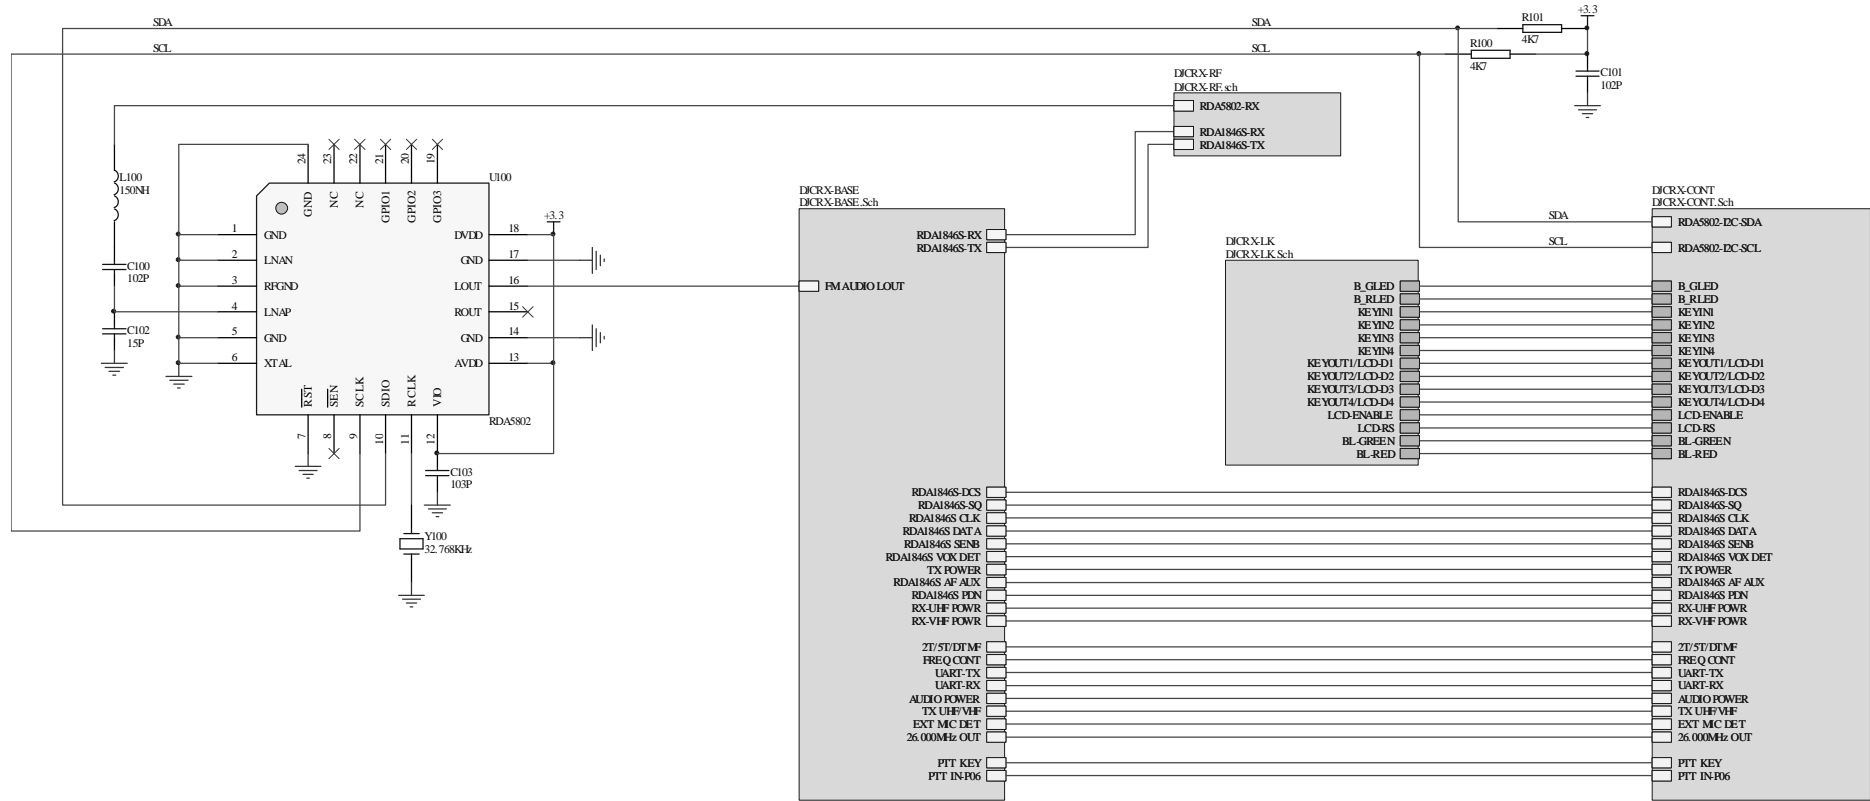 SDA
SDA
R101
+3.3
4K7
SCL
SCL
R100
4K7
C101
102P
DJCRX-RF
DJCRX-RF.sch
RDA5802-RX
RDA1846S-RX
RDA1846S-TX
L100
150NH
24
23
22
21
20
19
GND
NC
NC
GPIO1
GPIO2
GPIO3
U100
1
GND
2
LNAN
3
RFGND
4
LNAP
5
GND
6
XTAL
+3.3
DVDD
18
GND
17
LOUT
16
ROUT
15
GND
14
AVDD
13
C100
102P
C102
15P
RST
SEN
SCLK
SDIO
RCLK
VIO
RDA5802
7
8
9
10
11
12
C103
103P
Y100
32.768KHz
DJCRX-BASE
DJCRX-BASE.Sch
RDA1846S-RX
RDA1846S-TX
FM AUDIO LOUT
RDA1846S-DCS
RDA1846S-SQ
RDA1846S CLK
RDA1846S DATA
RDA1846S SENB
RDA1846S VOX DET
TX POWER
RDA1846S AF AUX
RDA1846S PDN
RX-UHF POWR
RX-VHF POWR
2T/5T/DTMF
FREQ CONT
UART-TX
UART-RX
AUDIO POWER
TX UHF/VHF
EXT MIC DET
26.000MHz OUT
PTT KEY
PTT IN-P06
DJCRX-LK
DJCRX-LK.Sch
B_GLED
B_RLED
KEYIN1
KEYIN2
KEYIN3
KEYIN4
KEYOUT1/LCD-D1
KEYOUT2/LCD-D2
KEYOUT3/LCD-D3
KEYOUT4/LCD-D4
LCD-ENABLE
LCD-RS
BL-GREEN
BL-RED
DJCRX-CONT
DJCRX-CONT.Sch
SDA
RDA5802-I2C-SDA
SCL
RDA5802-I2C-SCL
B_GLED
B_RLED
KEYIN1
KEYIN2
KEYIN3
KEYIN4
KEYOUT1/LCD-D1
KEYOUT2/LCD-D2
KEYOUT3/LCD-D3
KEYOUT4/LCD-D4
LCD-ENABLE
LCD-RS
BL-GREEN
BL-RED
RDA1846S-DCS
RDA1846S-SQ
RDA1846S CLK
RDA1846S DATA
RDA1846S SENB
RDA1846S VOX DET
TX POWER
RDA1846S AF AUX
RDA1846S PDN
RX-UHF POWR
RX-VHF POWR
2T/5T/DTMF
FREQ CONT
UART-TX
UART-RX
AUDIO POWER
TX UHF/VHF
EXT MIC DET
26.000MHz OUT
PTT KEY
PTT IN-P06